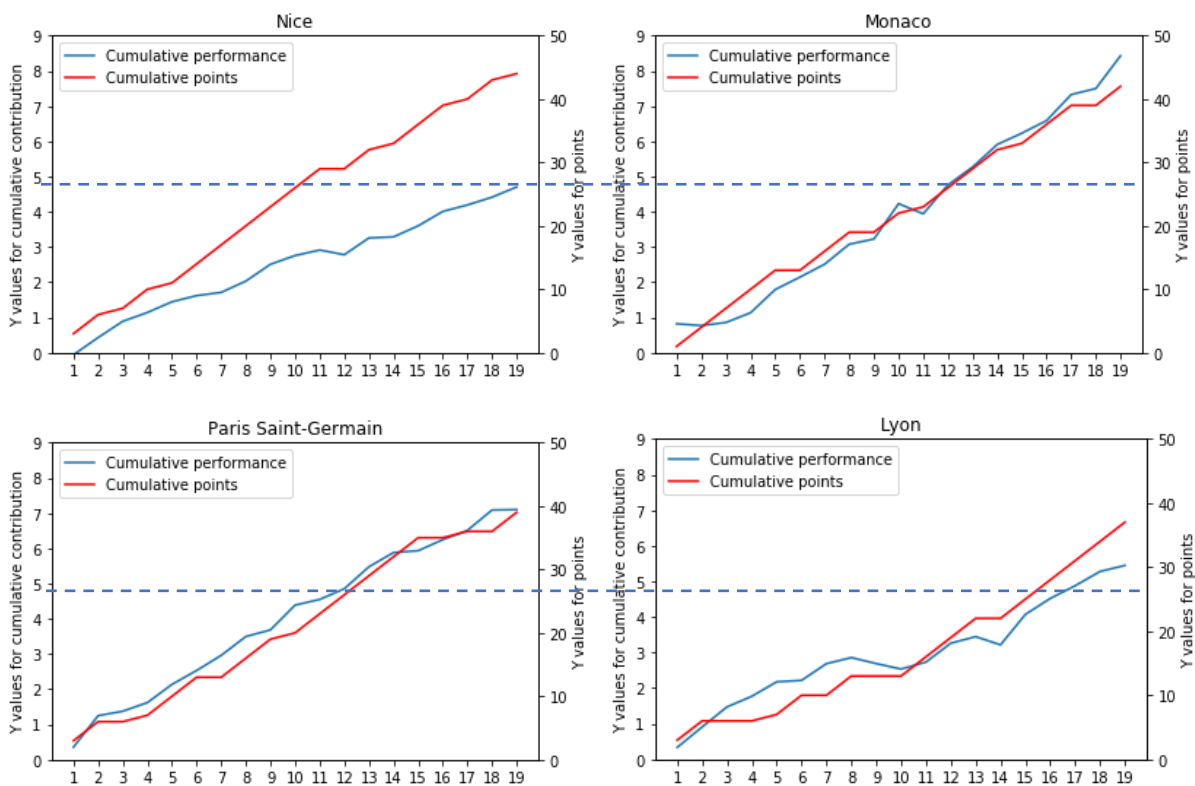 Nice
Cumulative performance
Cumulative points
Y values for cumulative contribution
0 1 2 3 4 5 6 7 8 9
0 10 20 30 40 50
Y values for points
1 2 3 4 5 6 7 8 9 10 11 12 13 14 15 16 17 18 19
Monaco
Cumulative performance
Cumulative points
Y values for cumulative contribution
0 1 2 3 4 5 6 7 8 9
0 10 20 30 40 50
Y values for points
1 2 3 4 5 6 7 8 9 10 11 12 13 14 15 16 17 18 19
Paris Saint-Germain
Cumulative performance
Cumulative points
Y values for cumulative contribution
0 1 2 3 4 5 6 7 8 9
0 10 20 30 40 50
Y values for points
1 2 3 4 5 6 7 8 9 10 11 12 13 14 15 16 17 18 19
Lyon
Cumulative performance
Cumulative points
Y values for cumulative contribution
0 1 2 3 4 5 6 7 8 9
0 10 20 30 40 50
Y values for points
1 2 3 4 5 6 7 8 9 10 11 12 13 14 15 16 17 18 19